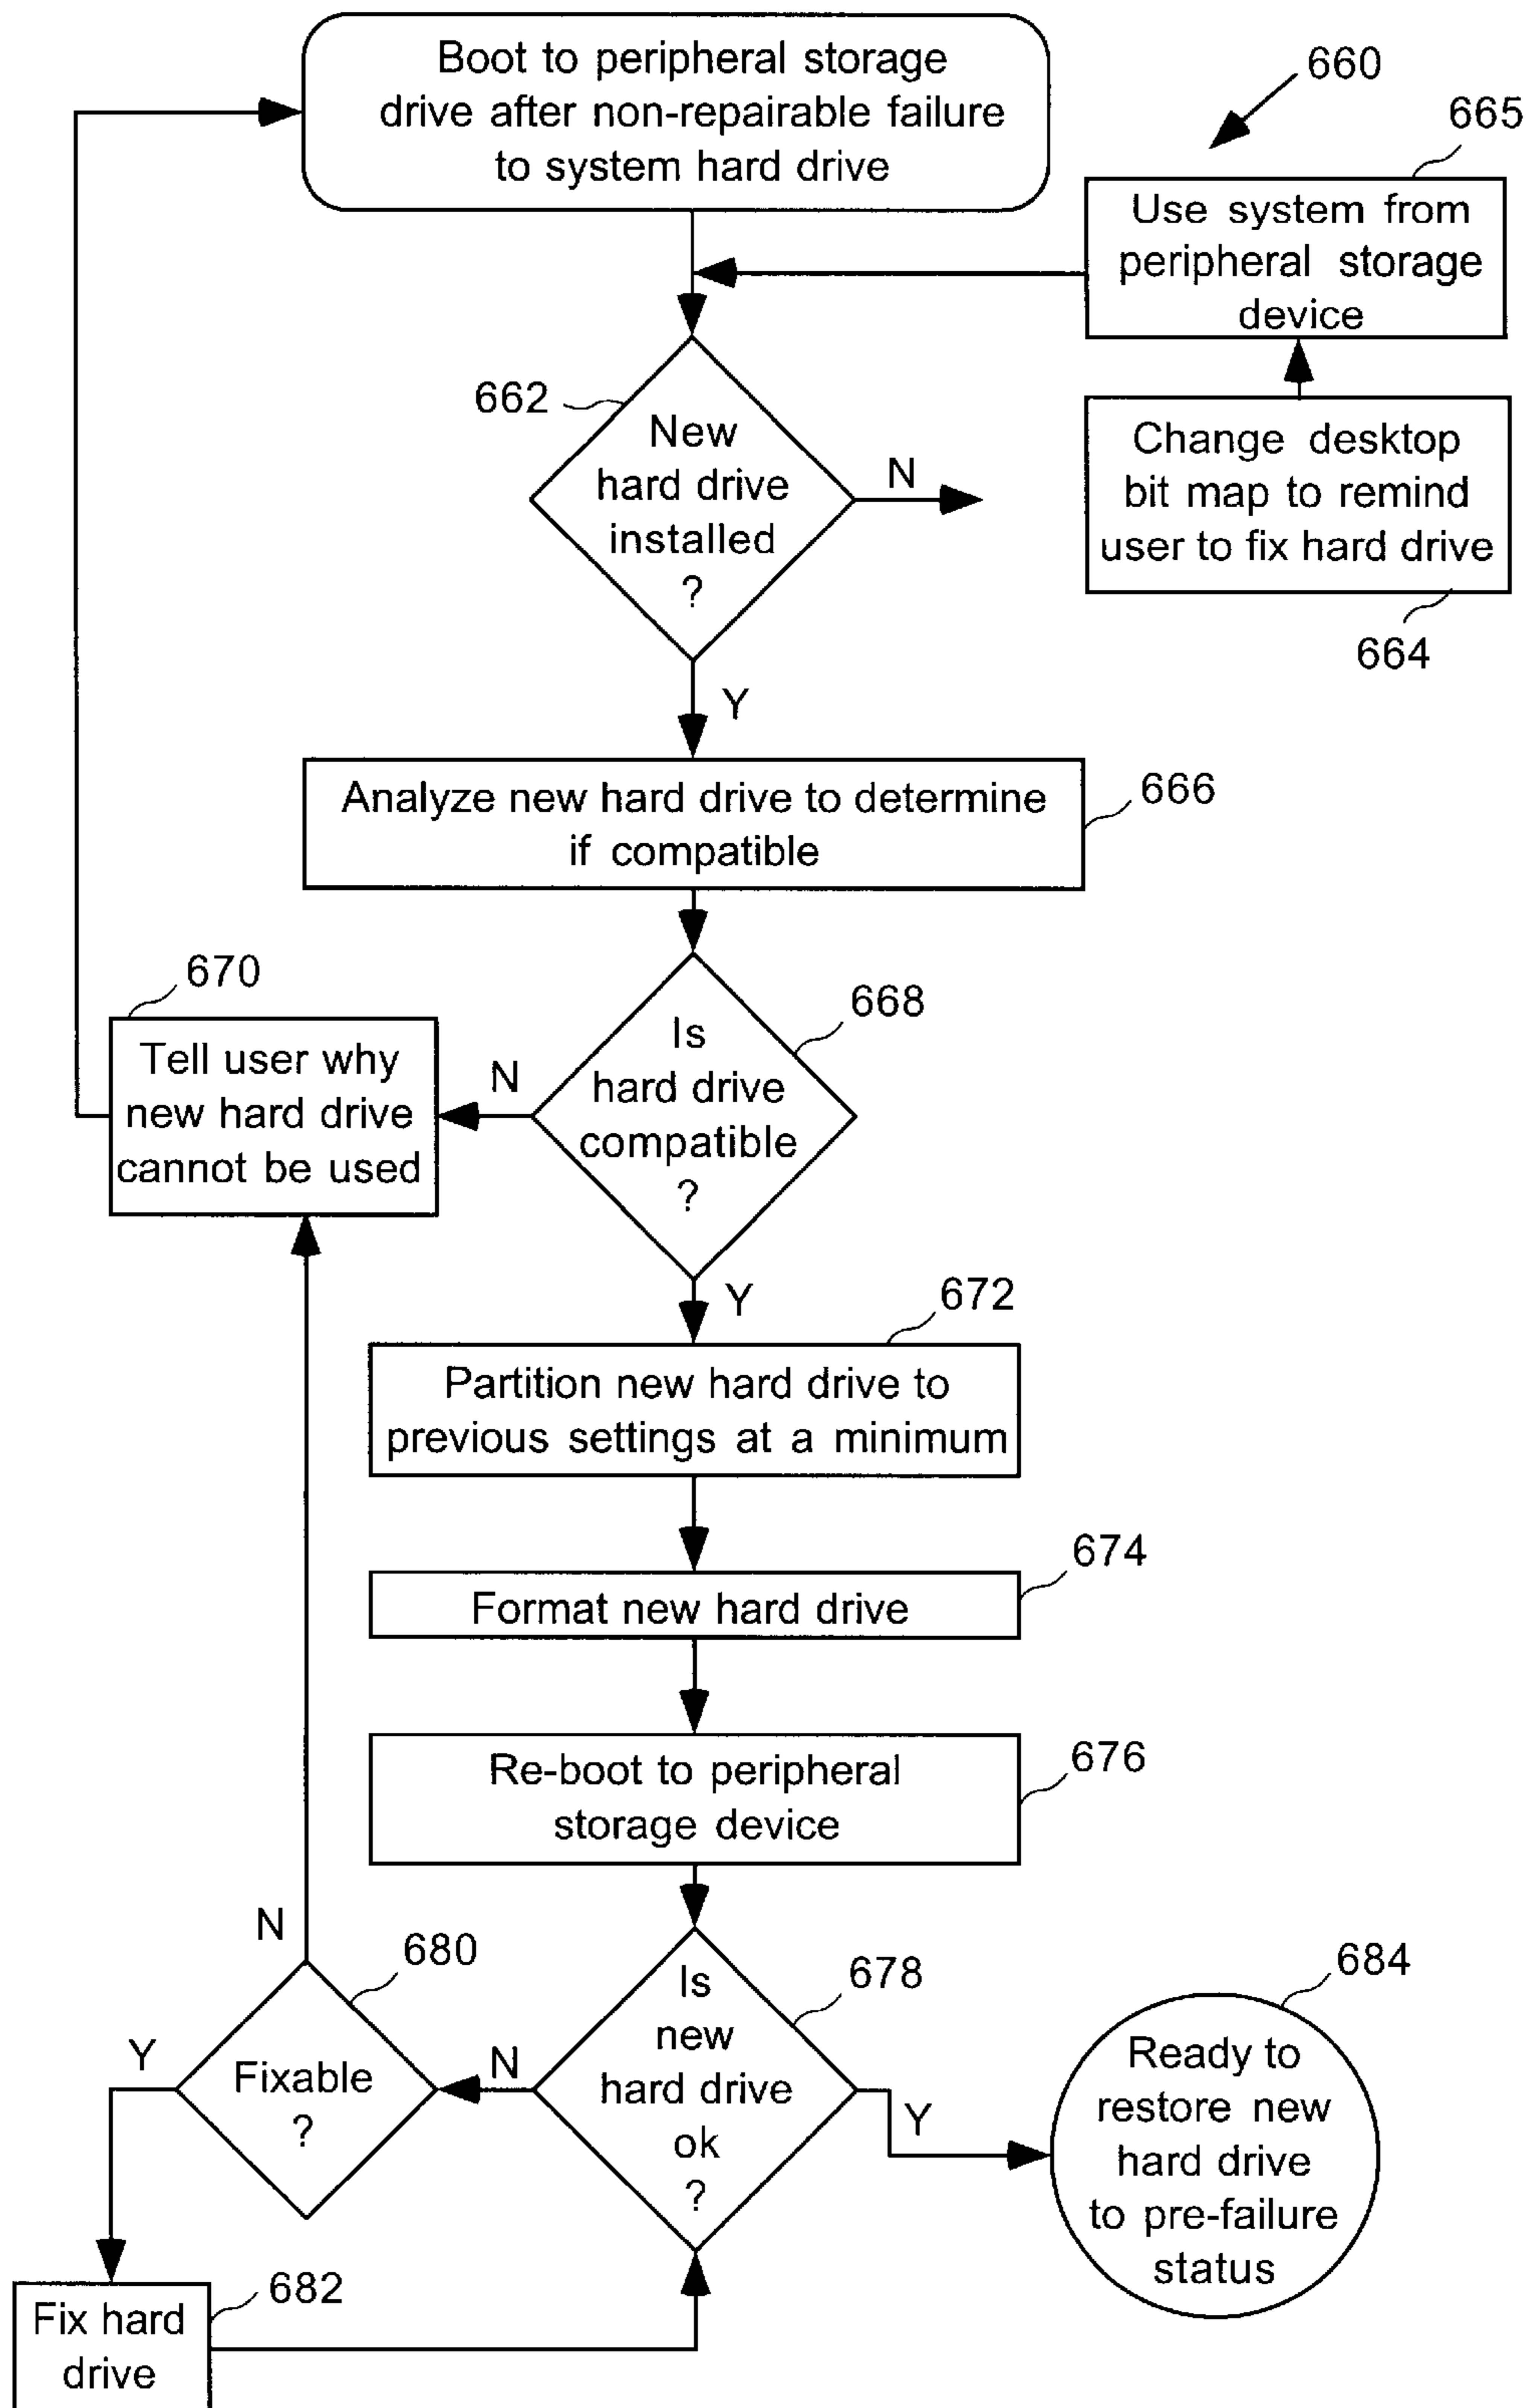 Boot to peripheral storage
drive after non-repairable failure
to system hard drive
660
665
Use system from
peripheral storage
device
662
New
hard drive
installed
?
N
Change desktop
bit map to remind
user to fix hard drive
664
Y
Analyze new hard drive to determine
if compatible
666
670
Tell user why
new hard drive
cannot be used
N
668
Is
hard drive
compatible
?
Y
672
Partition new hard drive to
previous settings at a minimum
674
Format new hard drive
676
Re-boot to peripheral
storage device
N
680
Y
Fixable
?
N
678
Is
new
hard drive
ok
?
Y
684
Ready to
restore new
hard drive
to pre-failure
status
682
Fix hard
drive